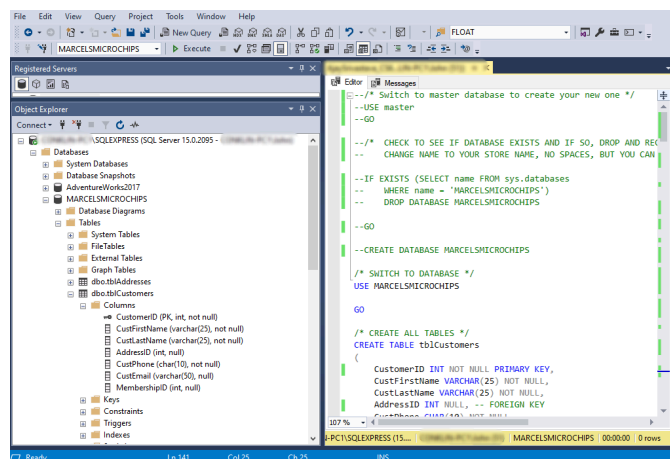 File Edit View Query Project Tools Window Help
New Query FLOAT
MARCELSMICROCHIPS Execute
Registered Servers
Object Explorer
Connect
\SQLEXPRESS (SQL Server 15.0.2095 -
Databases
System Databases
Database Snapshots
AdventureWorks2017
MARCELSMICROCHIPS
Database Diagrams
Tables
System Tables
FileTables
External Tables
Graph Tables
dbo.tblAddresses
dbo.tblCustomers
Columns
CustomerID (PK, int, not null)
CustFirstName (varchar(25), not null)
CustLastName (varchar(25), not null)
AddressID (int, null)
CustPhone (char(10), not null)
CustEmail (varchar(50), null)
MembershipID (int, null)
Keys
Constraints
Triggers
Indexes
Editor Messages
--/* Switch to master database to create your new one */
--USE master
--GO
--/* CHECK TO SEE IF DATABASE EXISTS AND IF SO, DROP AND REC
-- CHANGE NAME TO YOUR STORE NAME, NO SPACES, BUT YOU CAN
--IF EXISTS (SELECT name FROM sys.databases
-- WHERE name = 'MARCELSMICROCHIPS')
-- DROP DATABASE MARCELSMICROCHIPS
--GO
--CREATE DATABASE MARCELSMICROCHIPS
/* SWITCH TO DATABASE */
USE MARCELSMICROCHIPS
GO
/* CREATE ALL TABLES */
CREATE TABLE tblCustomers
(
CustomerID INT NOT NULL PRIMARY KEY,
CustFirstName VARCHAR(25) NOT NULL,
CustLastName VARCHAR(25) NOT NULL,
AddressID INT NULL, -- FOREIGN KEY
CustPhone CHAR(10) NOT NULL
107 %
-PC1\SQLEXPRESS (15.... MARCELSMICROCHIPS 00:00:00 0 rows
Ready Ln 141 Col 25 Ch 25 INS